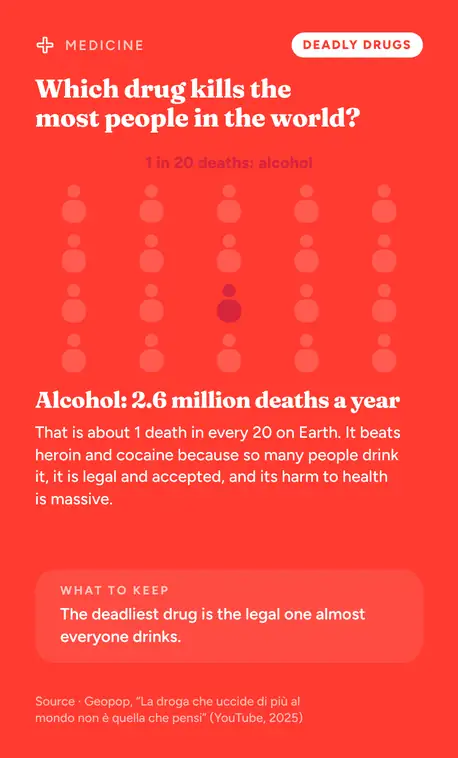 MEDICINE
DEADLY DRUGS
Which drug kills the
most people in the world?
1 in 20 deaths: alcohol
Alcohol: 2.6 million deaths a year
That is about 1 death in every 20 on Earth. It beats
heroin and cocaine because so many people drink
it, it is legal and accepted, and its harm to health
is massive.
WHAT TO KEEP
The deadliest drug is the legal one almost
everyone drinks.
Source · Geopop, “La droga che uccide di più al
mondo non è quella che pensi” (YouTube, 2025)